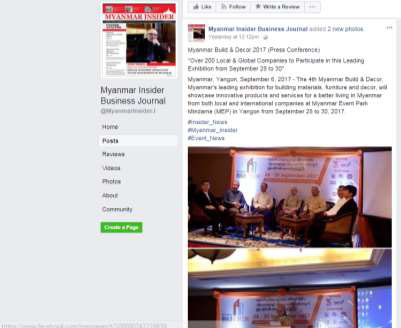 Like
Follow
Write a Review
MYANMAR INSIDER
Myanmar Insider Business Journal added 2 new photos
Yesterday at 12:12pm
Myanmar Build & Decor 2017 (Press Conference)
"Over 200 Local & Global Companies to Participate in this Leading
Exhibition from September 28 to 30"
Myanmar, Yangon, September 6, 2017 - The 4th Myanmar Build & Decor,
Myanmar's leading exhibition for building materials, furniture and decor, will
showcase innovative products and services for a better living in Myanmar
from both local and international companies at Myanmar Event Park
Mindama (MEP) in Yangon from September 28 to 30, 2017.
#Insider_News
#Myanmar_Insider
#Event_News
Myanmar Insider
Business Journal
Home
Posts
Reviews
Videos
Photos
About
Community
Create a Page